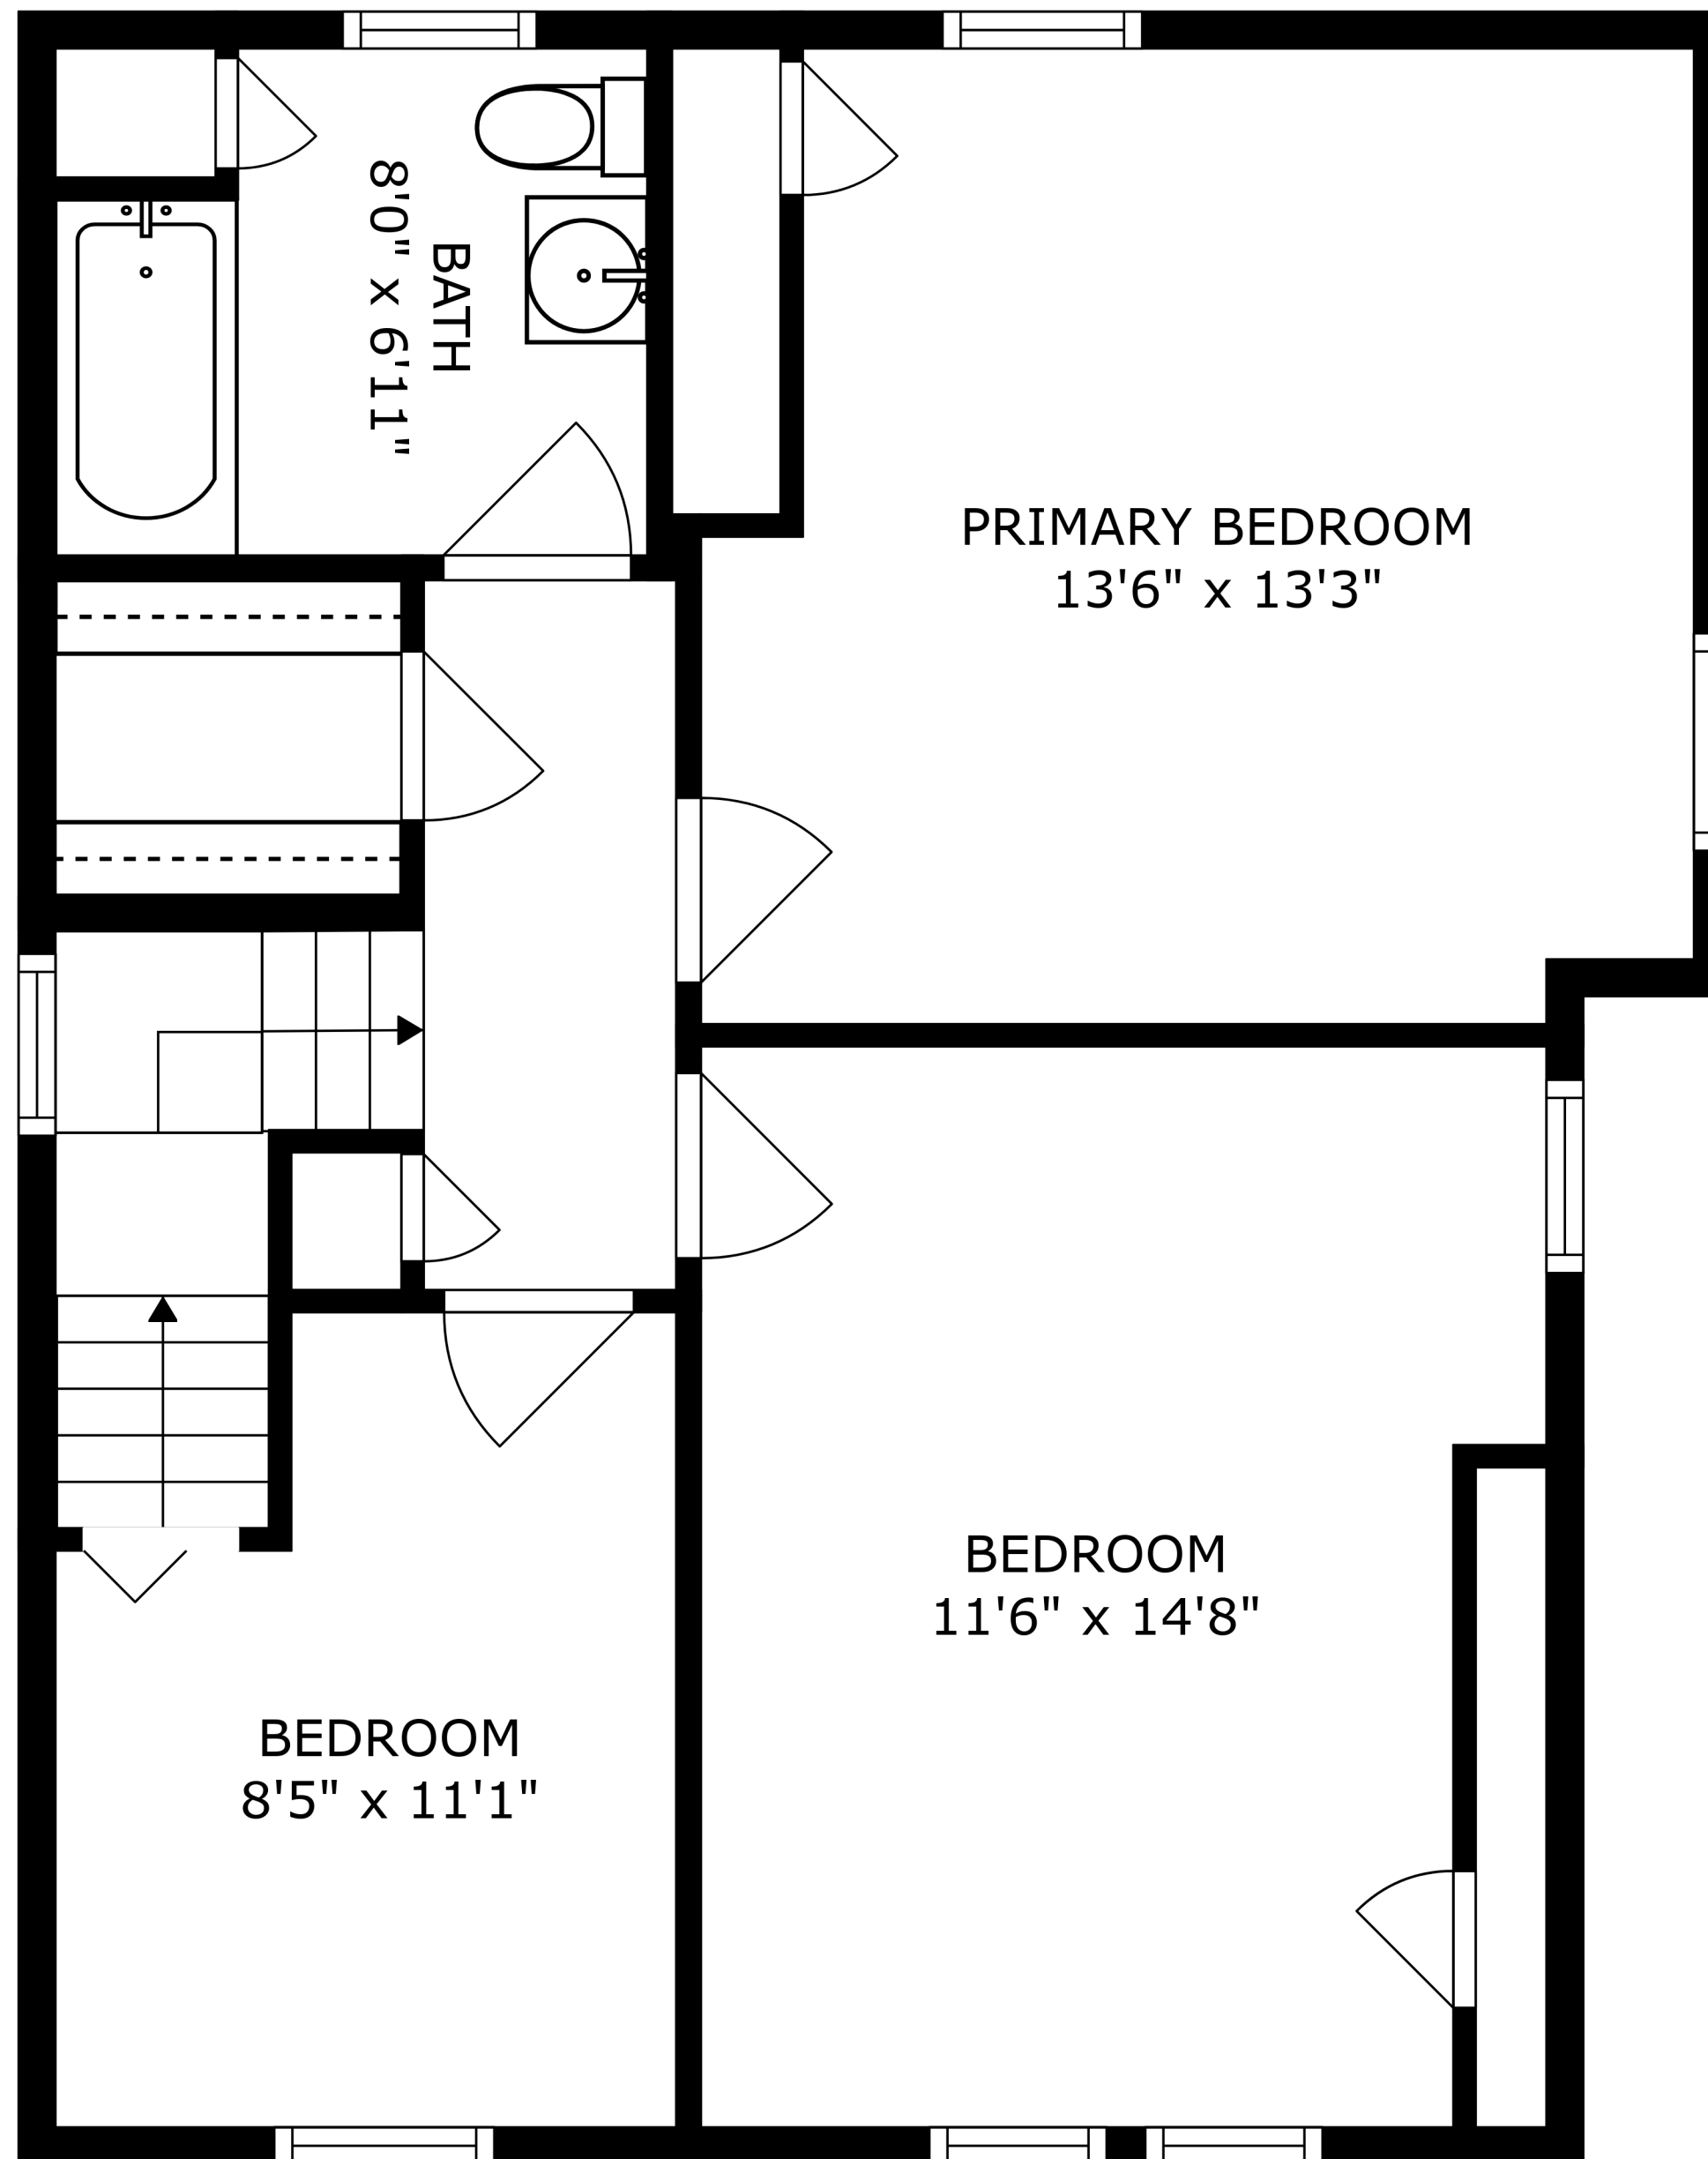 BATH
8'0" x 6'11"
PRIMARY BEDROOM
13'6" x 13'3"
BEDROOM
11'6" x 14'8"
BEDROOM
8'5" x 11'1"